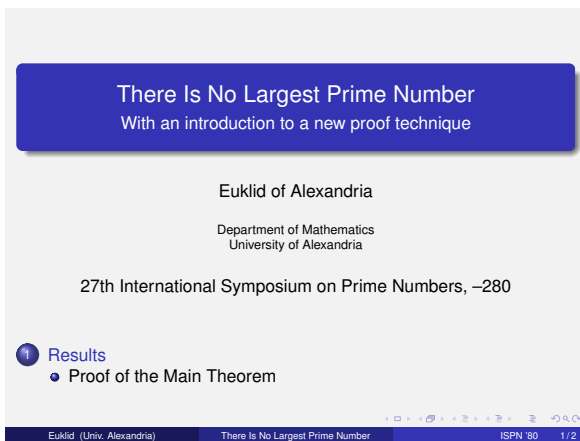 There Is No Largest Prime Number
With an introduction to a new proof technique
Euklid of Alexandria
Department of Mathematics
University of Alexandria
27th International Symposium on Prime Numbers, –280
1 Results
Proof of the Main Theorem
Euklid (Univ. Alexandria) There Is No Largest Prime Number ISPN '80 1 / 2